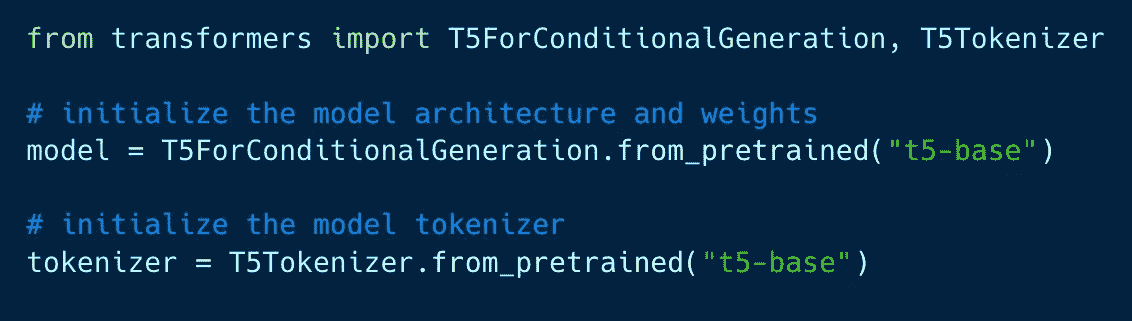 from transformers import T5ForConditionalGeneration, T5Tokenizer
# initialize the model architecture and weights
model = T5ForConditionalGeneration.from_pretrained("t5-base")
# initialize the model tokenizer
tokenizer = T5Tokenizer.from_pretrained("t5-base")